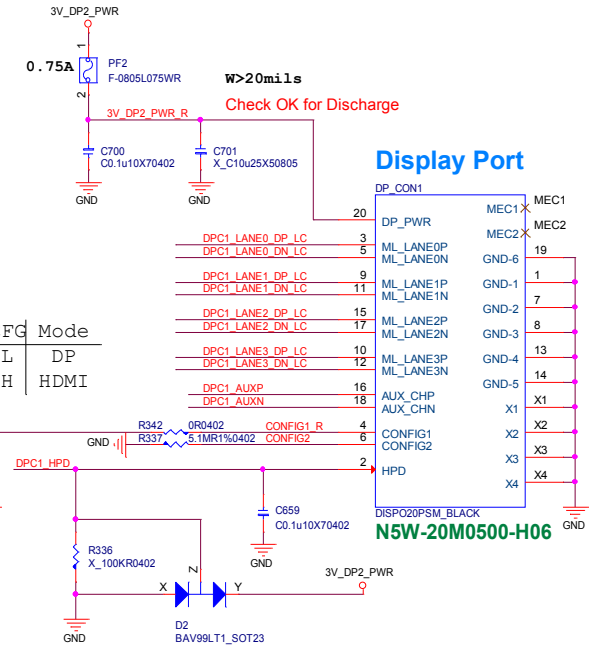 3V_DP2_PWR
1
0.75A
PF2
F-0805L075WR
2
W>20mils
Check OK for Discharge
3V_DP2_PWR_R
C700
C0.1u10X70402
C701
X_C10u25X50805
GND
GND
Display Port
DP_CON1
MEC1
MEC1
MEC2
MEC2
20
DP_PWR
DPC1_LANE0_DP_LC
3
ML_LANE0P
DPC1_LANE0_DN_LC
5
ML_LANE0N
19
GND-6
DPC1_LANE1_DP_LC
9
ML_LANE1P
DPC1_LANE1_DN_LC
11
ML_LANE1N
1
GND-1
7
GND-2
DPC1_LANE2_DP_LC
15
ML_LANE2P
DPC1_LANE2_DN_LC
17
ML_LANE2N
8
GND-3
DPC1_LANE3_DP_LC
10
ML_LANE3P
DPC1_LANE3_DN_LC
12
ML_LANE3N
13
GND-4
14
GND-5
FG Mode
L DP
H HDMI
DPC1_AUXP
16
AUX_CHP
DPC1_AUXN
18
AUX_CHN
X1
X1
X2
X2
X3
X3
X4
X4
R342
0R0402
CONFIG1_R
4
CONFIG1
GND
R337
5.1MR1%0402
CONFIG2
6
CONFIG2
DPC1_HPD
2
HPD
C659
C0.1u10X70402
GND
DISPO20PSM_BLACK
N5W-20M0500-H06
GND
R336
X_100KR0402
X
Z
Y
3V_DP2_PWR
GND
D2
BAV99LT1_SOT23